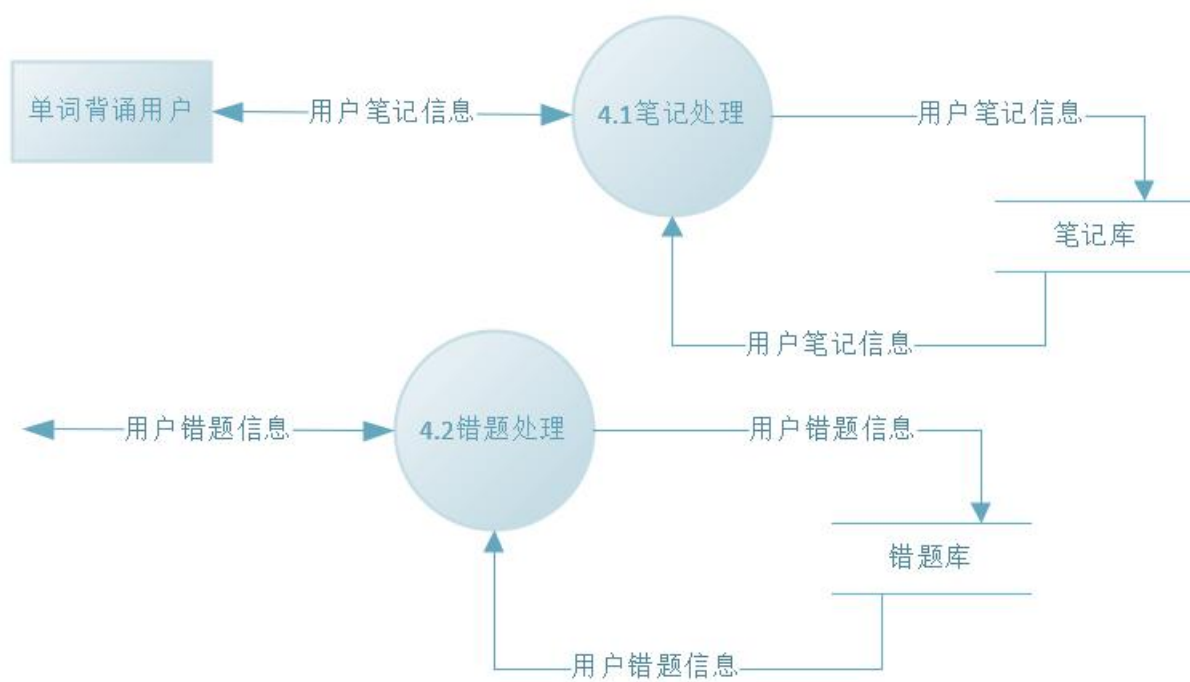 单词背诵用户
用户笔记信息
4.1笔记处理
用户笔记信息
笔记库
用户笔记信息
用户错题信息
4.2错题处理
用户错题信息
错题库
用户错题信息